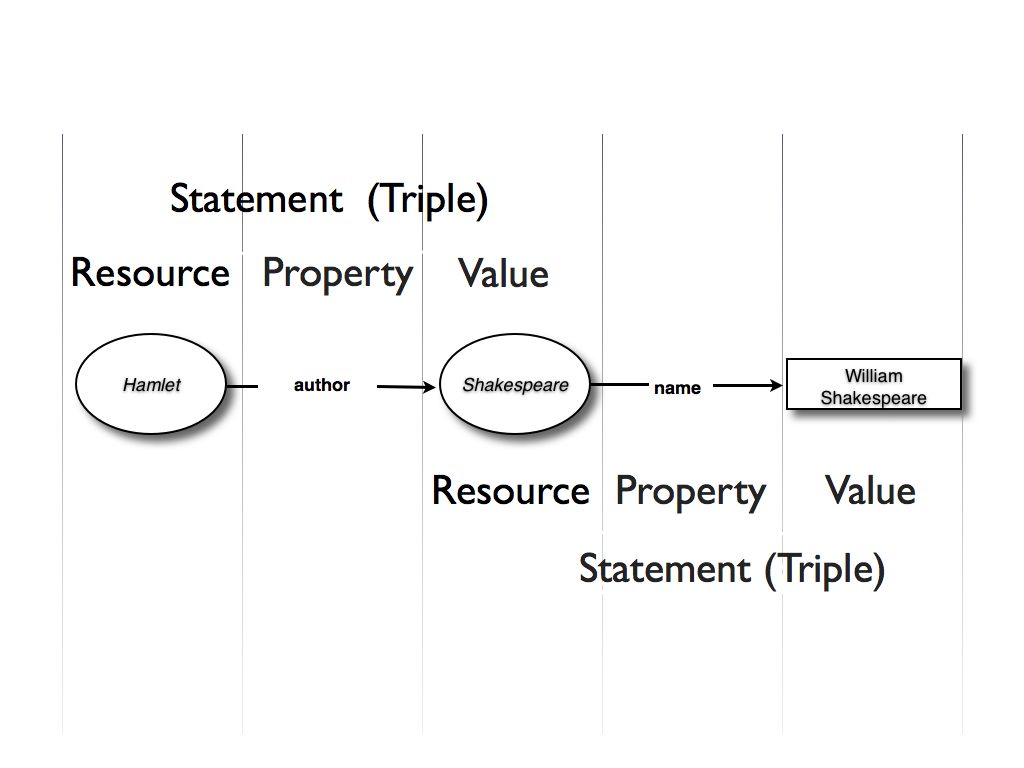 Statement (Triple)
Resource Property Value
Hamlet author Shakespeare name William
Shakespeare
Resource Property Value
Statement (Triple)